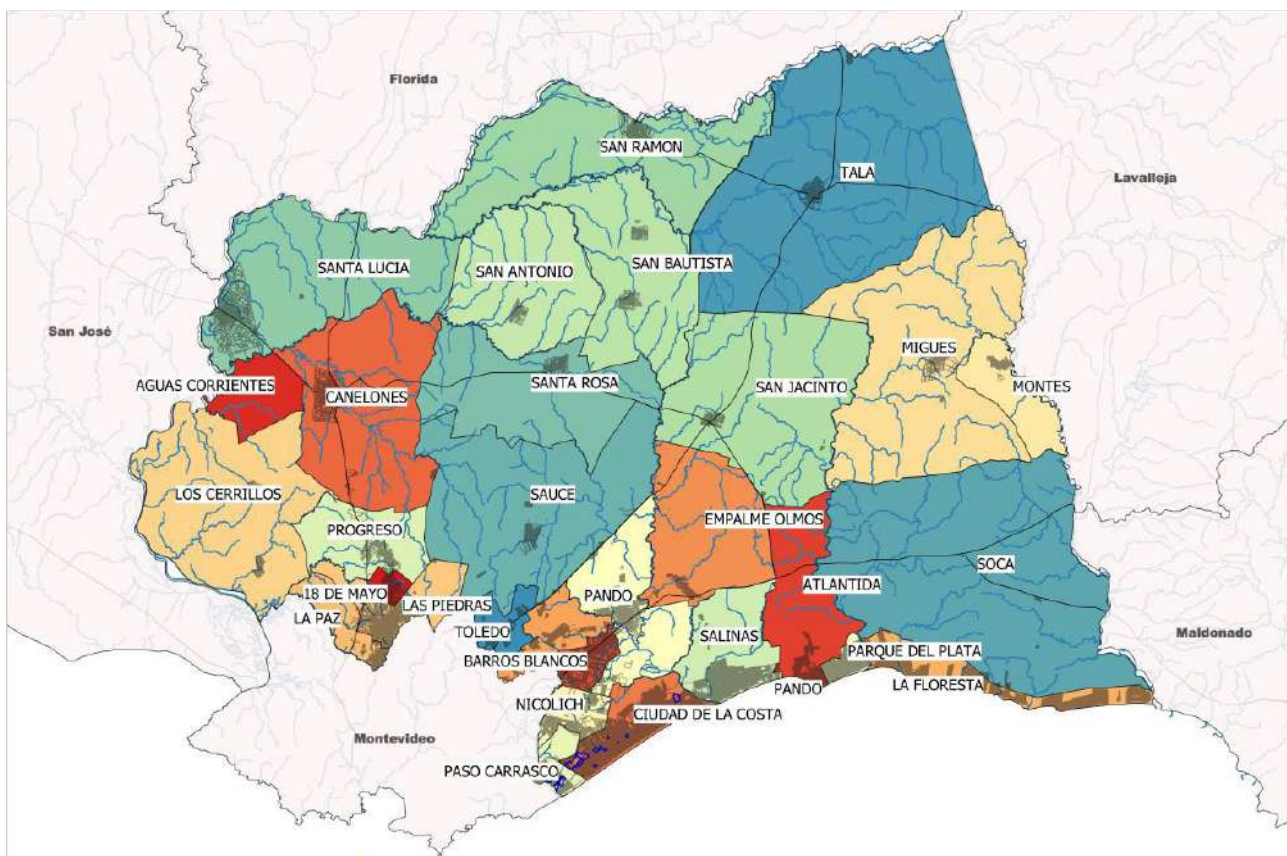 Florida
SAN RAMON
TALA
Lavalleja
SANTA LUCIA
SAN ANTONIO
SAN BAUTISTA
San José
MIGUES
AGUAS CORRIENTES
CANELONES
SANTA ROSA
SAN JACINTO
MONTES
LOS CERRILLOS
SAUCE
PROGRESO
EMPALME OLMOS
SOCA
18 DE MAYO
LAS PIEDRAS
PANDO
ATLANTIDA
LA PAZ
TOLEDO
SALINAS
Maldonado
PARQUE DEL PLATA
BARROS BLANCOS
PANDO
LA FLORESTA
NICOLICH
CIUDAD DE LA COSTA
Montevideo
PASO CARRASCO